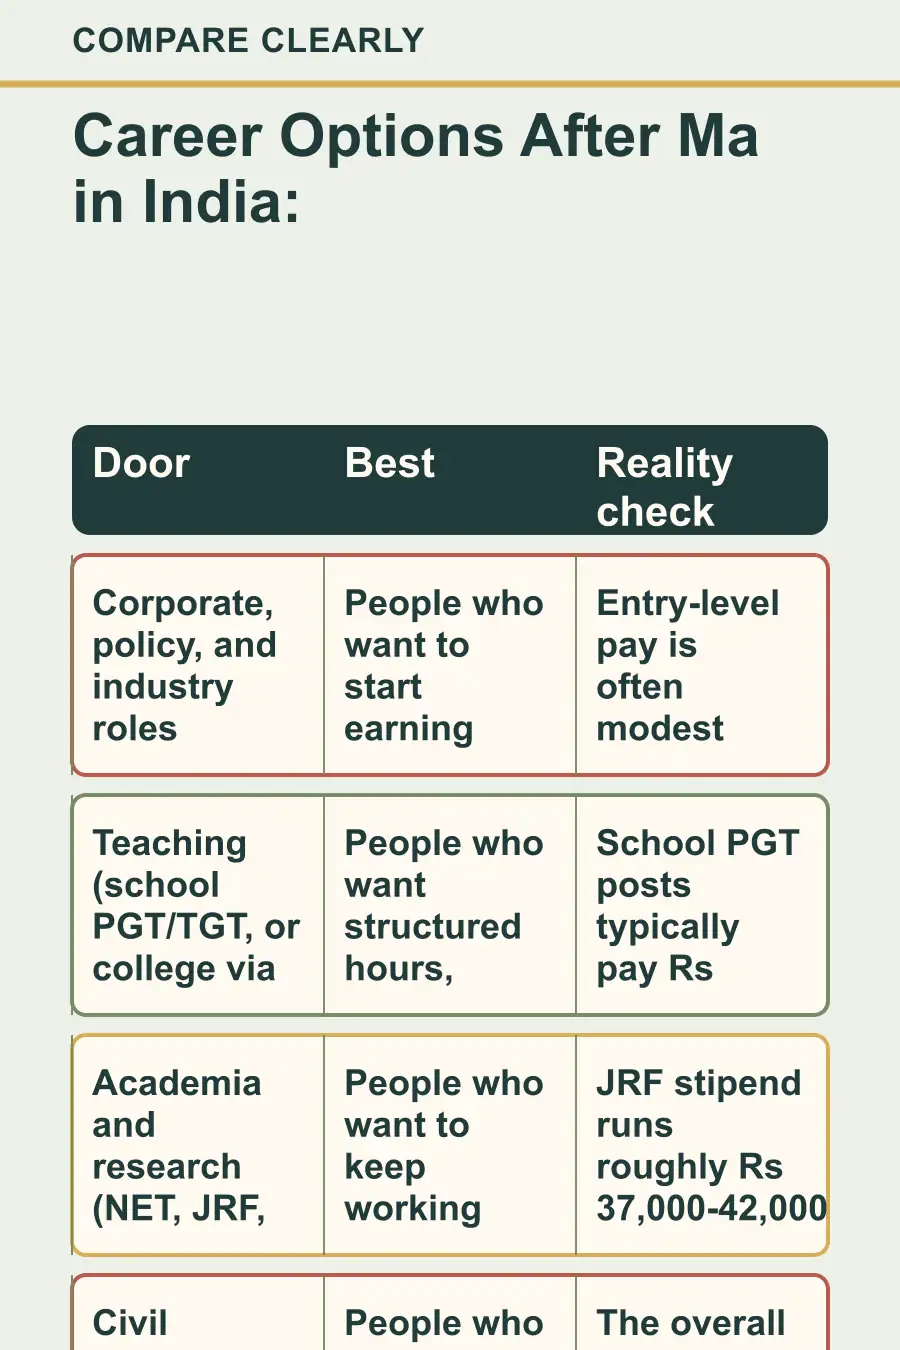 COMPARE CLEARLY
Career Options After Ma
in India:
Door
Best
Reality
check
Corporate,
policy, and
industry
roles
People who
want to
start
earning
Entry-level
pay is
often
modest
Teaching
(school
PGT/TGT, or
college via
People who
want
structured
hours,
School PGT
posts
typically
pay Rs
Academia
and
research
(NET, JRF,
People who
want to
keep
working
JRF stipend
runs
roughly Rs
37,000-42,000
Civil
People who
The overall